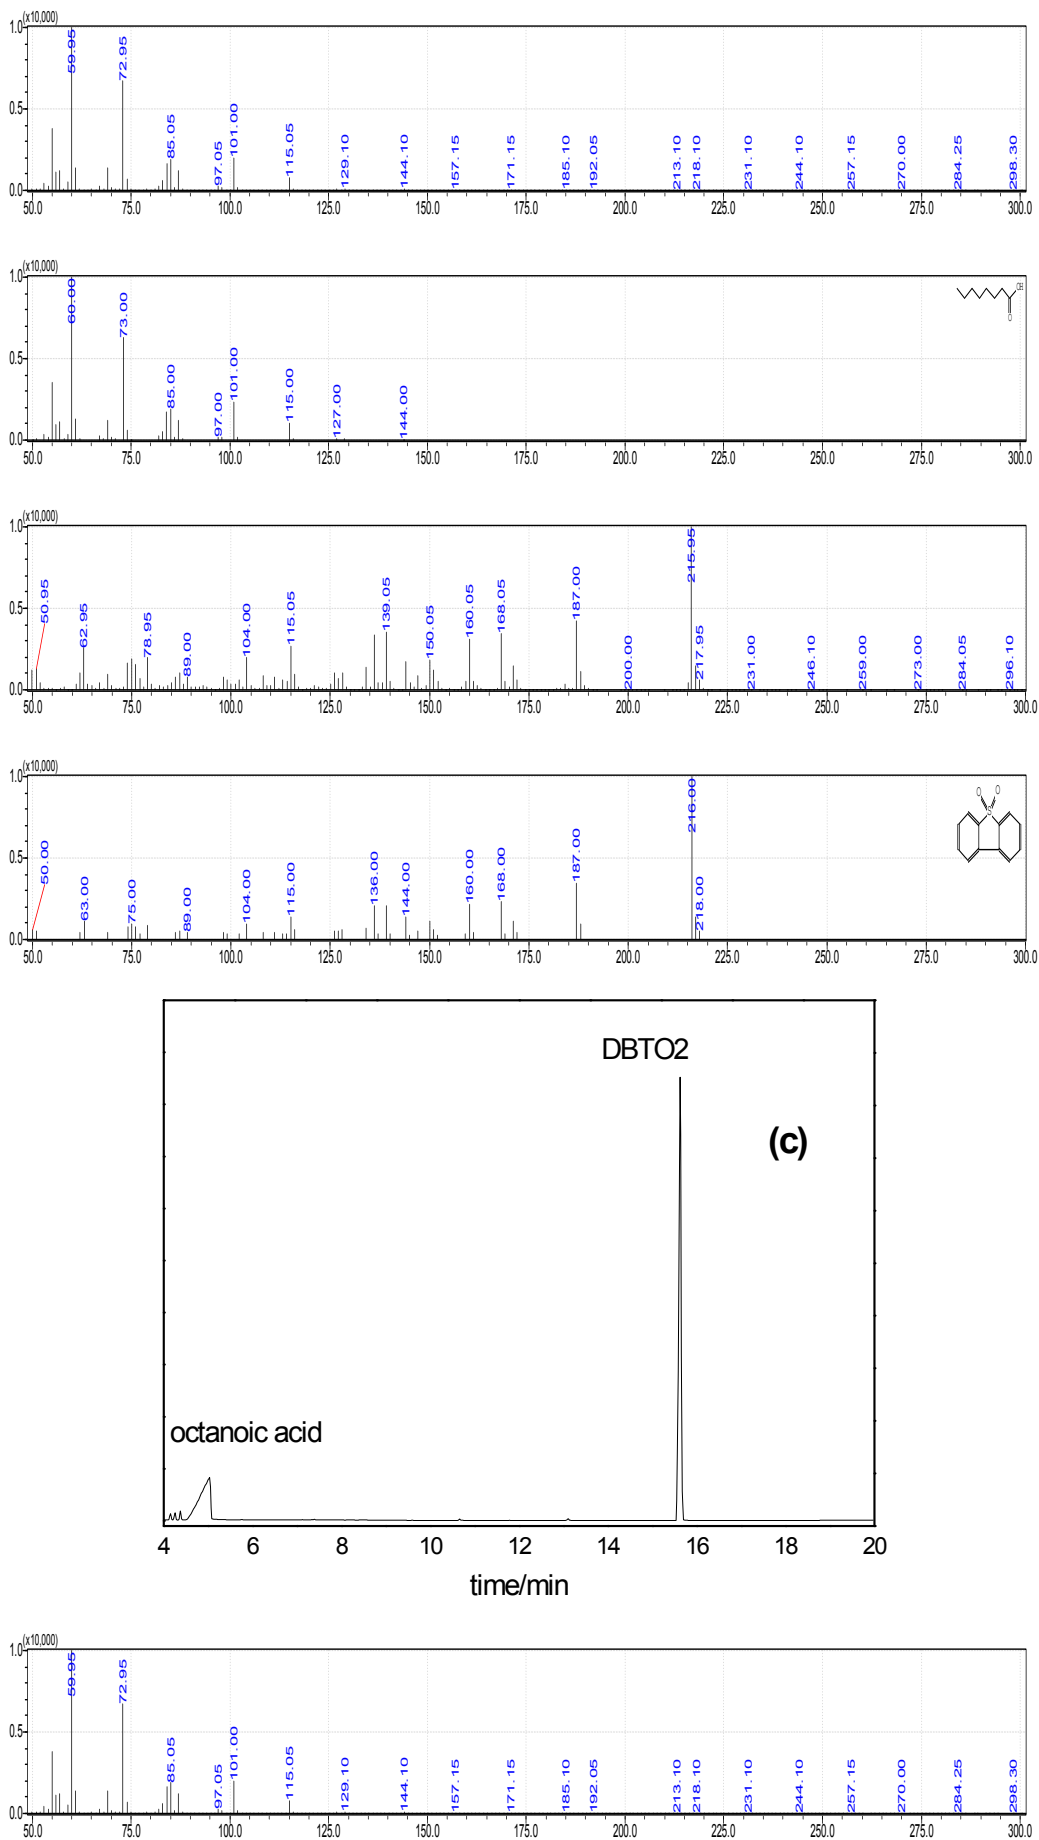 (x10,000)
1.0
0.5
0.0
59.95 72.95 85.05 97.05 101.00 115.05 129.10 144.10 157.15 171.15 185.10 192.05 213.10 218.10 231.10 244.10 257.15 270.00 284.25 298.30
50.0 75.0 100.0 125.0 150.0 175.0 200.0 225.0 250.0 275.0 300.0
(x10,000)
1.0
0.5
0.0
60.00 73.00 85.00 97.00 101.00 115.00 127.00 144.00
OH
O
50.0 75.0 100.0 125.0 150.0 175.0 200.0 225.0 250.0 275.0 300.0
(x10,000)
1.0
0.5
0.0
50.95 62.95 78.95 89.00 104.00 115.05 139.05 150.05 160.05 168.05 187.00 200.00 215.95 217.95 231.00 246.10 259.00 273.00 284.05 296.10
50.0 75.0 100.0 125.0 150.0 175.0 200.0 225.0 250.0 275.0 300.0
(x10,000)
1.0
0.5
0.0
50.00 63.00 75.00 89.00 104.00 115.00 136.00 144.00 160.00 168.00 187.00 216.00 218.00
O O
S
50.0 75.0 100.0 125.0 150.0 175.0 200.0 225.0 250.0 275.0 300.0
DBTO2
(c)
octanoic acid
4 6 8 10 12 14 16 18 20
time/min
(x10,000)
1.0
0.5
0.0
59.95 72.95 85.05 97.05 101.00 115.05 129.10 144.10 157.15 171.15 185.10 192.05 213.10 218.10 231.10 244.10 257.15 270.00 284.25 298.30
50.0 75.0 100.0 125.0 150.0 175.0 200.0 225.0 250.0 275.0 300.0